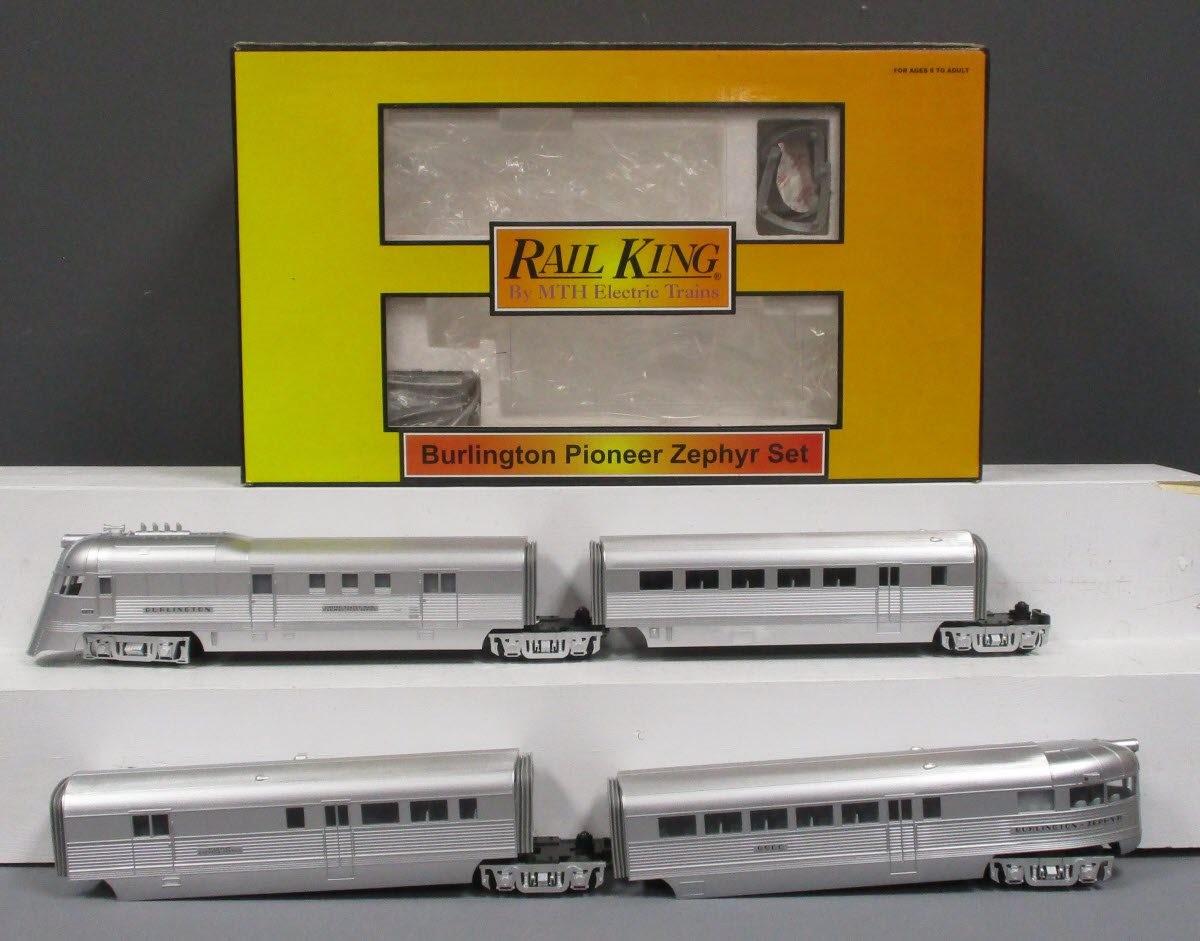 FOR AGES 8 TO ADULT
RAIL KING®
By MTH Electric Trains
Burlington Pioneer Zephyr Set
BURLINGTON
BURLINGTON - ZEPHYR